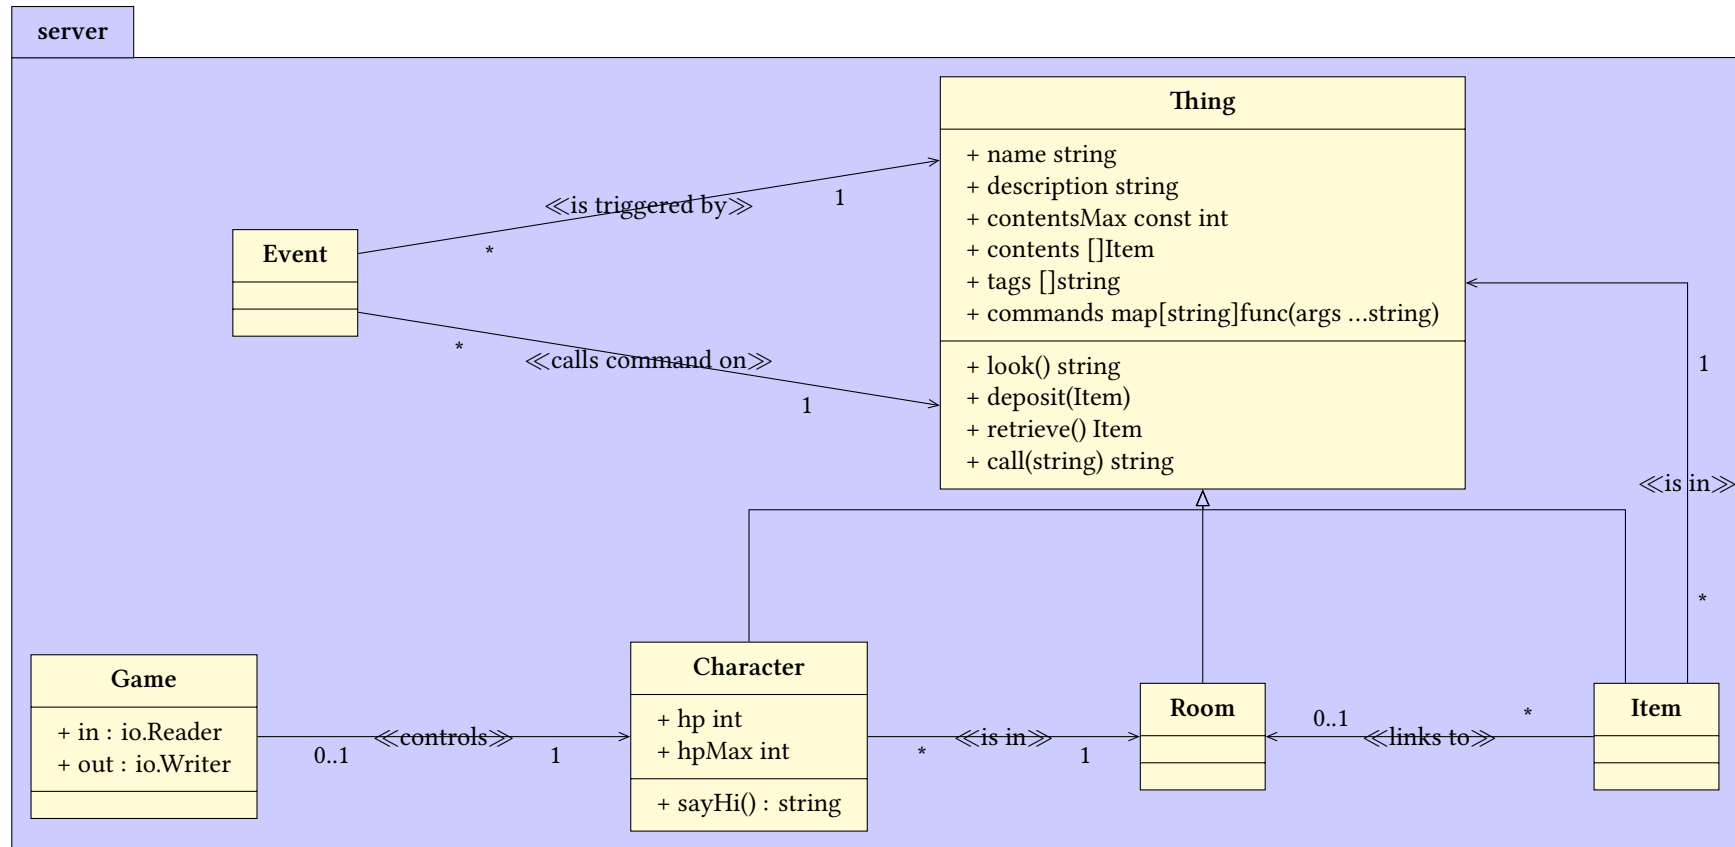 server
Thing
+ name string
+ description string
+ contentsMax const int
+ contents []Item
+ tags []string
+ commands map[string]func(args ...string)
+ look() string
+ deposit(Item)
+ retrieve() Item
+ call(string) string
≪is triggered by≫
1
*
Event
*
≪calls command on≫
1
1
≪is in≫
*
Game
+ in : io.Reader
+ out : io.Writer
0..1
≪controls≫
1
Character
+ hp int
+ hpMax int
+ sayHi() : string
*
≪is in≫
1
Room
0..1
≪links to≫
*
Item